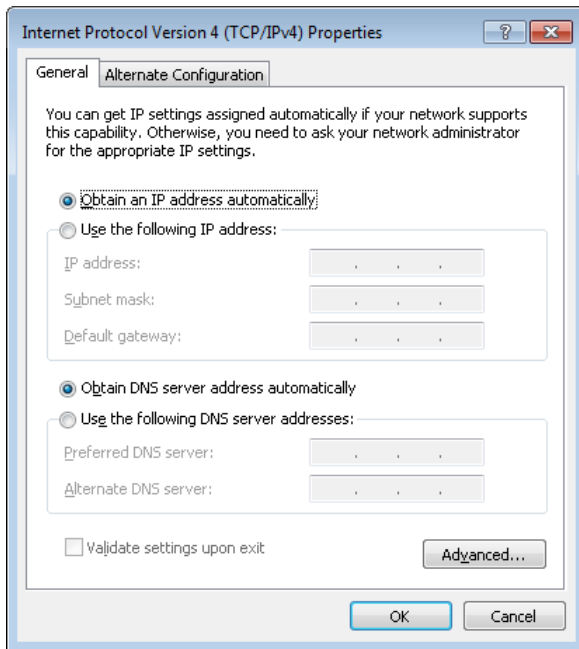 Internet Protocol Version 4 (TCP/IPv4) Properties
?
General
Alternate Configuration
You can get IP settings assigned automatically if your network supports
this capability. Otherwise, you need to ask your network administrator
for the appropriate IP settings.
Obtain an IP address automatically
Use the following IP address:
IP address:
Subnet mask:
Default gateway:
Obtain DNS server address automatically
Use the following DNS server addresses:
Preferred DNS server:
Alternate DNS server:
Validate settings upon exit
Advanced...
OK
Cancel